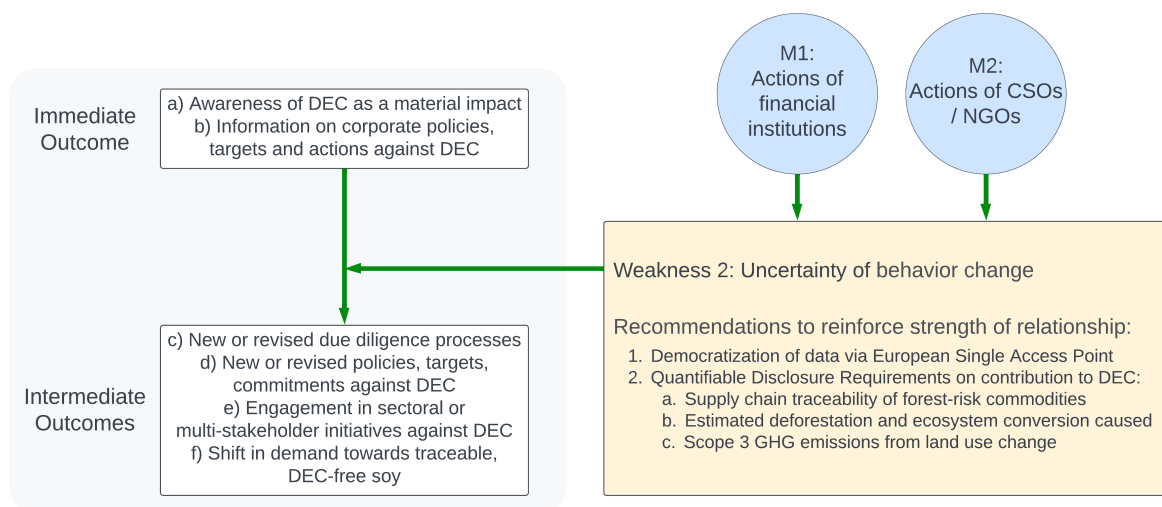 Immediate
Outcome
a) Awareness of DEC as a material impact
b) Information on corporate policies,
targets and actions against DEC
M1:
Actions of
financial
institutions
M2:
Actions of CSOs
/ NGOs
Weakness 2: Uncertainty of behavior change
Recommendations to reinforce strength of relationship:
1. Democratization of data via European Single Access Point
2. Quantifiable Disclosure Requirements on contribution to DEC:
a. Supply chain traceability of forest-risk commodities
b. Estimated deforestation and ecosystem conversion caused
c. Scope 3 GHG emissions from land use change
Intermediate
Outcomes
c) New or revised due diligence processes
d) New or revised policies, targets,
commitments against DEC
e) Engagement in sectoral or
multi-stakeholder initiatives against DEC
f) Shift in demand towards traceable,
DEC-free soy